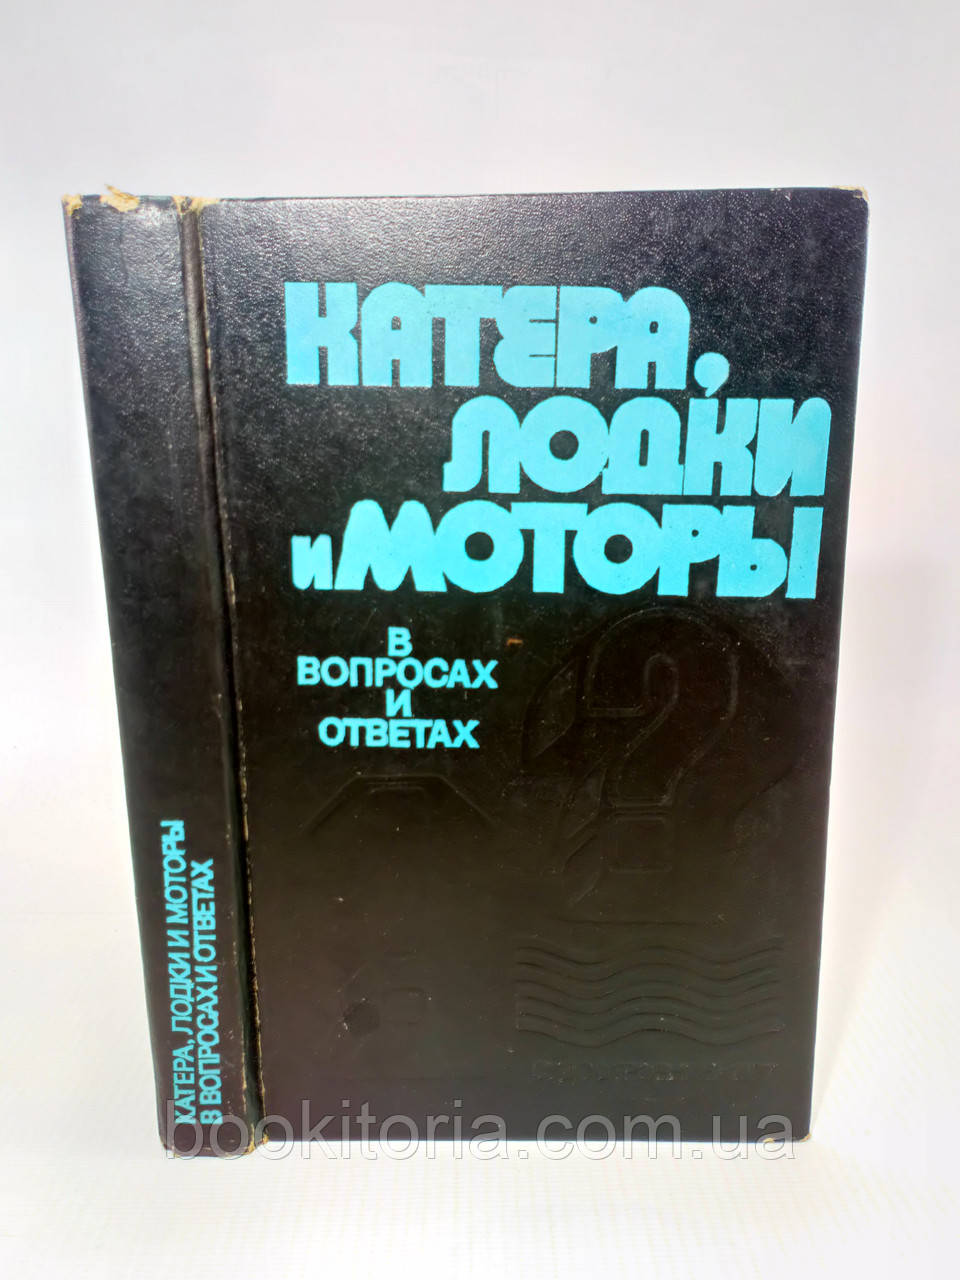 КАТЕРА,
ЛОДКИ
и МОТОРЫ
В
ВОПРОСАХ
И
ОТВЕТАХ
КАТЕРА, ЛОДКИ И МОТОРЫ
В ВОПРОСАХ И ОТВЕТАХ
bookitoria.com.ua